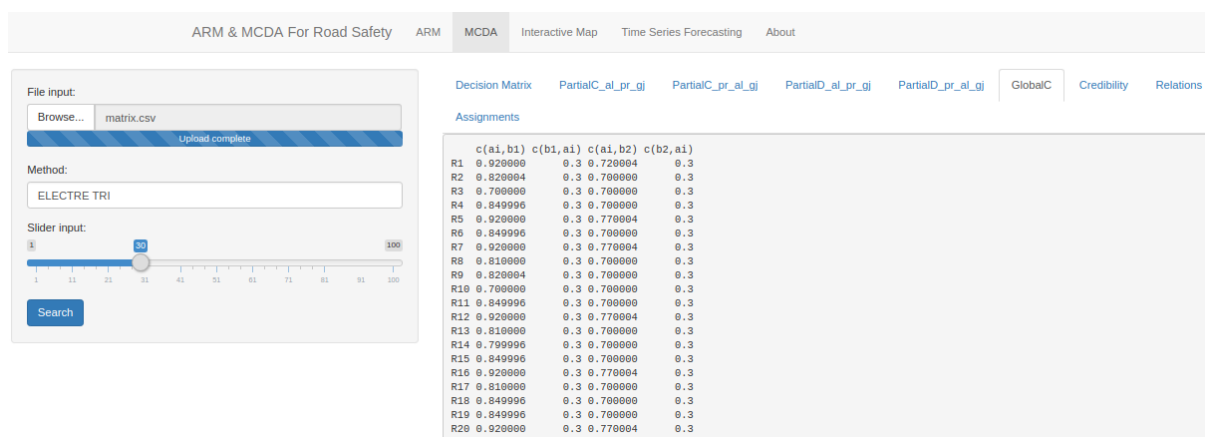 ARM & MCDA For Road Safety ARM MCDA Interactive Map Time Series Forecasting About
File input:
Browse... matrix.csv
Upload complete
Method:
ELECTRE TRI
Slider input:
1 30 100
1 11 21 31 41 51 61 71 81 91 100
Search
Decision Matrix PartialC_al_pr_gj PartialC_pr_al_gj PartialD_al_pr_gj PartialD_pr_al_gj GlobalC Credibility Relations
Assignments
c(ai,b1) c(b1,ai) c(ai,b2) c(b2,ai)
R1 0.920000 0.3 0.720004 0.3
R2 0.820004 0.3 0.700000 0.3
R3 0.700000 0.3 0.700000 0.3
R4 0.849996 0.3 0.700000 0.3
R5 0.920000 0.3 0.770004 0.3
R6 0.849996 0.3 0.700000 0.3
R7 0.920000 0.3 0.770004 0.3
R8 0.810000 0.3 0.700000 0.3
R9 0.820004 0.3 0.700000 0.3
R10 0.700000 0.3 0.700000 0.3
R11 0.849996 0.3 0.700000 0.3
R12 0.920000 0.3 0.770004 0.3
R13 0.810000 0.3 0.700000 0.3
R14 0.799996 0.3 0.700000 0.3
R15 0.849996 0.3 0.700000 0.3
R16 0.920000 0.3 0.770004 0.3
R17 0.810000 0.3 0.700000 0.3
R18 0.849996 0.3 0.700000 0.3
R19 0.849996 0.3 0.700000 0.3
R20 0.920000 0.3 0.770004 0.3